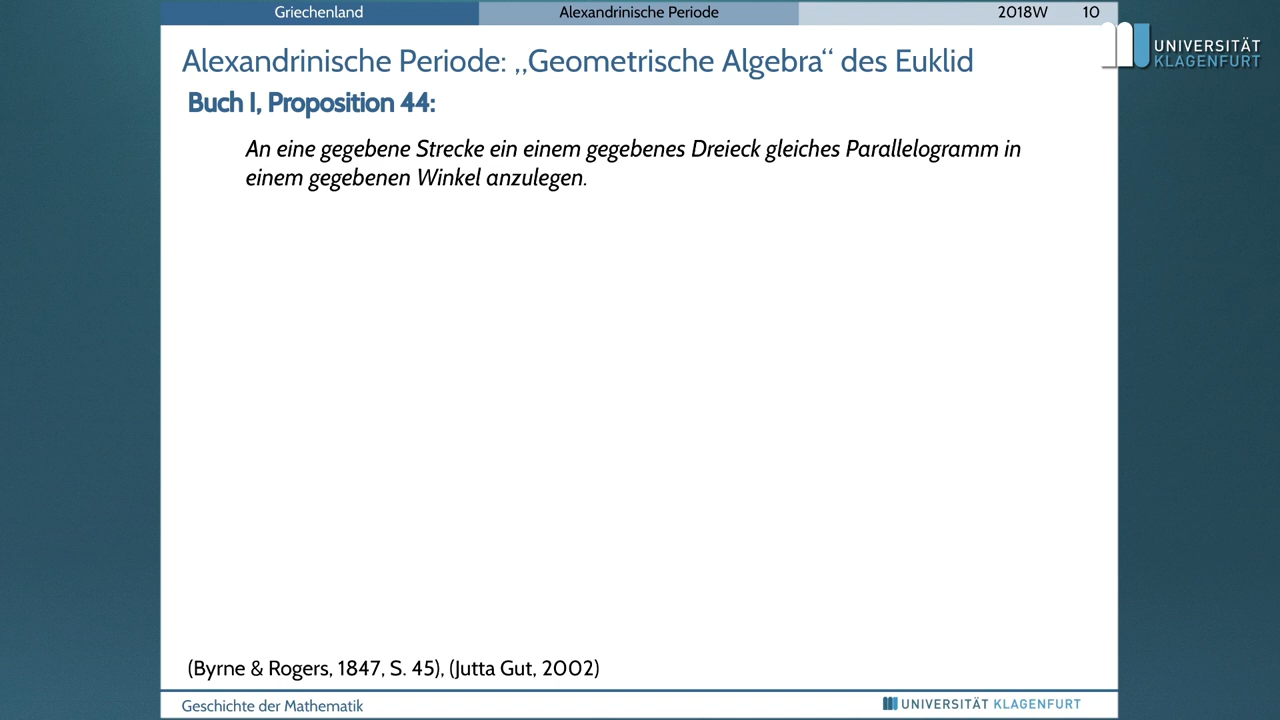 Griechenland Alexandrinische Periode 2018W 10
UNIVERSITÄT
KLAGENFURT
Alexandrinische Periode: „Geometrische Algebra“ des Euklid
Buch I, Proposition 44:
An eine gegebene Strecke ein einem gegebenes Dreieck gleiches Parallelogramm in
einem gegebenen Winkel anzulegen.
(Byrne & Rogers, 1847, S. 45), (Jutta Gut, 2002)
Geschichte der Mathematik UNIVERSITÄT KLAGENFURT